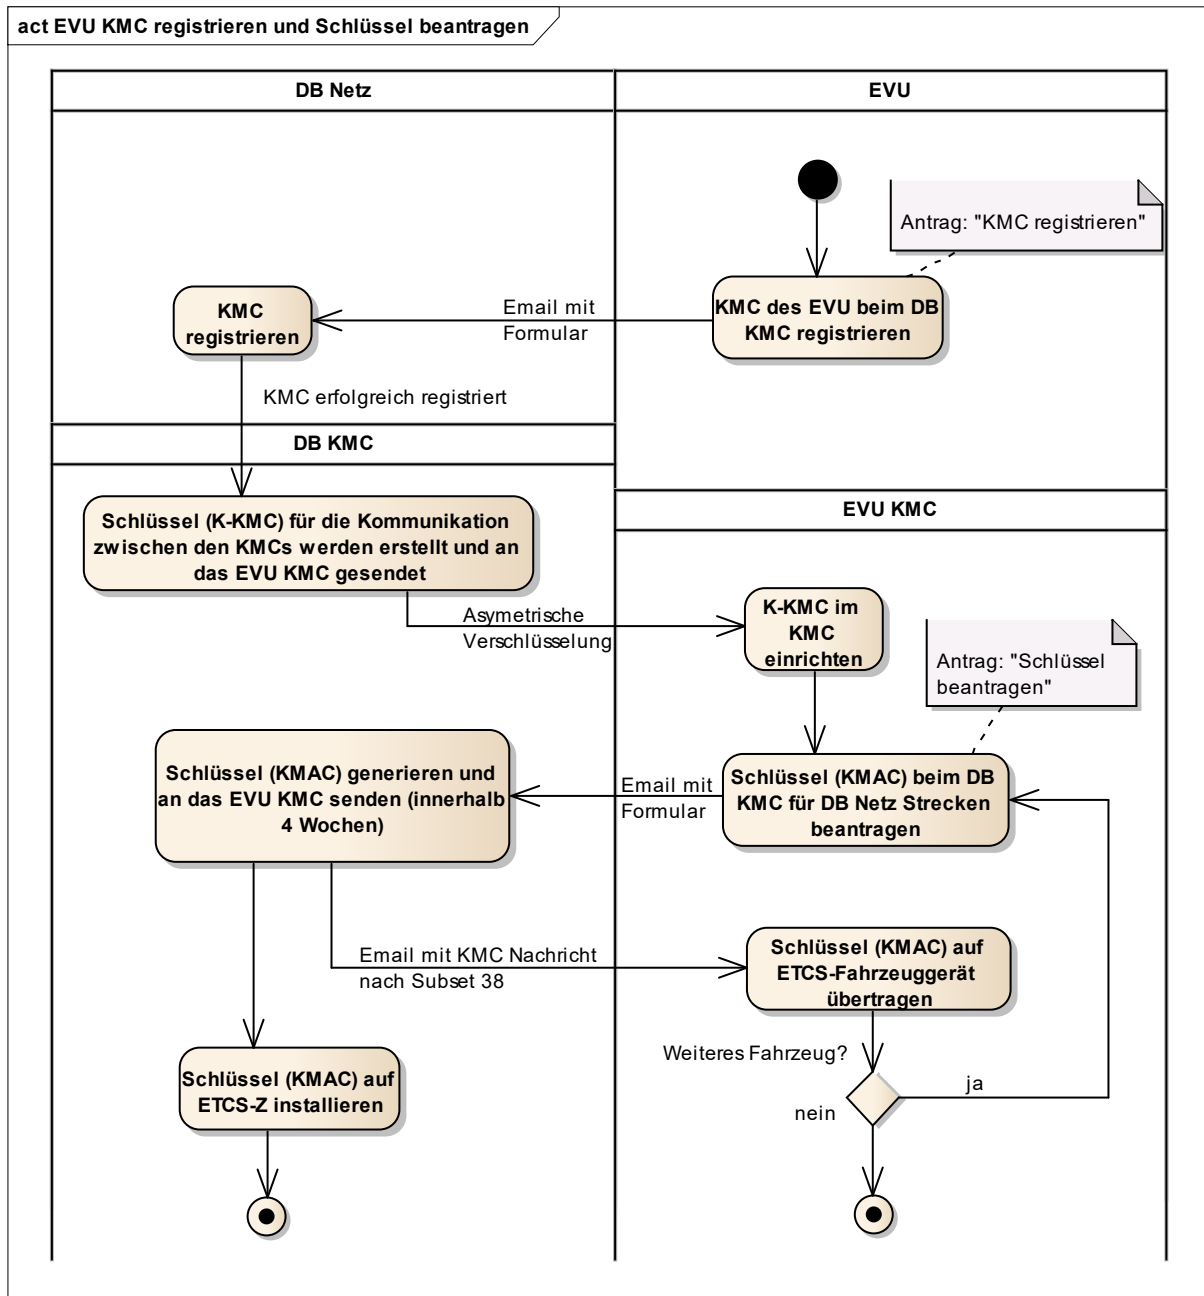 act EVU KMC registrieren und Schlüssel beantragen
DB Netz
EVU
Antrag: "KMC registrieren"
KMC des EVU beim DB
KMC registrieren
Email mit
Formular
KMC
registrieren
KMC erfolgreich registriert
DB KMC
EVU KMC
Schlüssel (K-KMC) für die Kommunikation
zwischen den KMCs werden erstellt und an
das EVU KMC gesendet
Asymetrische
Verschlüsselung
K-KMC im
KMC
einrichten
Antrag: "Schlüssel
beantragen"
Schlüssel (KMAC) beim DB
KMC für DB Netz Strecken
beantragen
Email mit
Formular
Schlüssel (KMAC) generieren und
an das EVU KMC senden (innerhalb
4 Wochen)
Email mit KMC Nachricht
nach Subset 38
Schlüssel (KMAC) auf
ETCS-Fahrzeuggerät
übertragen
Weiteres Fahrzeug?
ja
nein
Schlüssel (KMAC) auf
ETCS-Z installieren